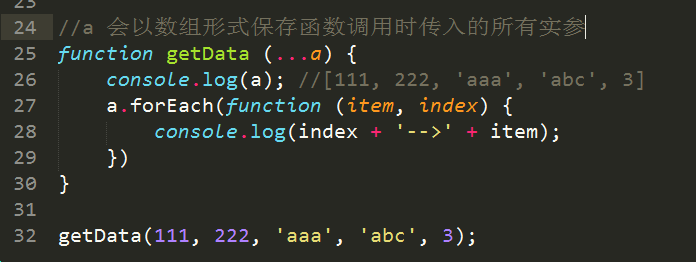 23
24 //a 会以数组形式保存函数调用时传入的所有实参
25 function getData (...a) {
26     console.log(a); //[111, 222, 'aaa', 'abc', 3]
27     a.forEach(function (item, index) {
28         console.log(index + '-->' + item);
29     })
30 }
31
32 getData(111, 222, 'aaa', 'abc', 3);